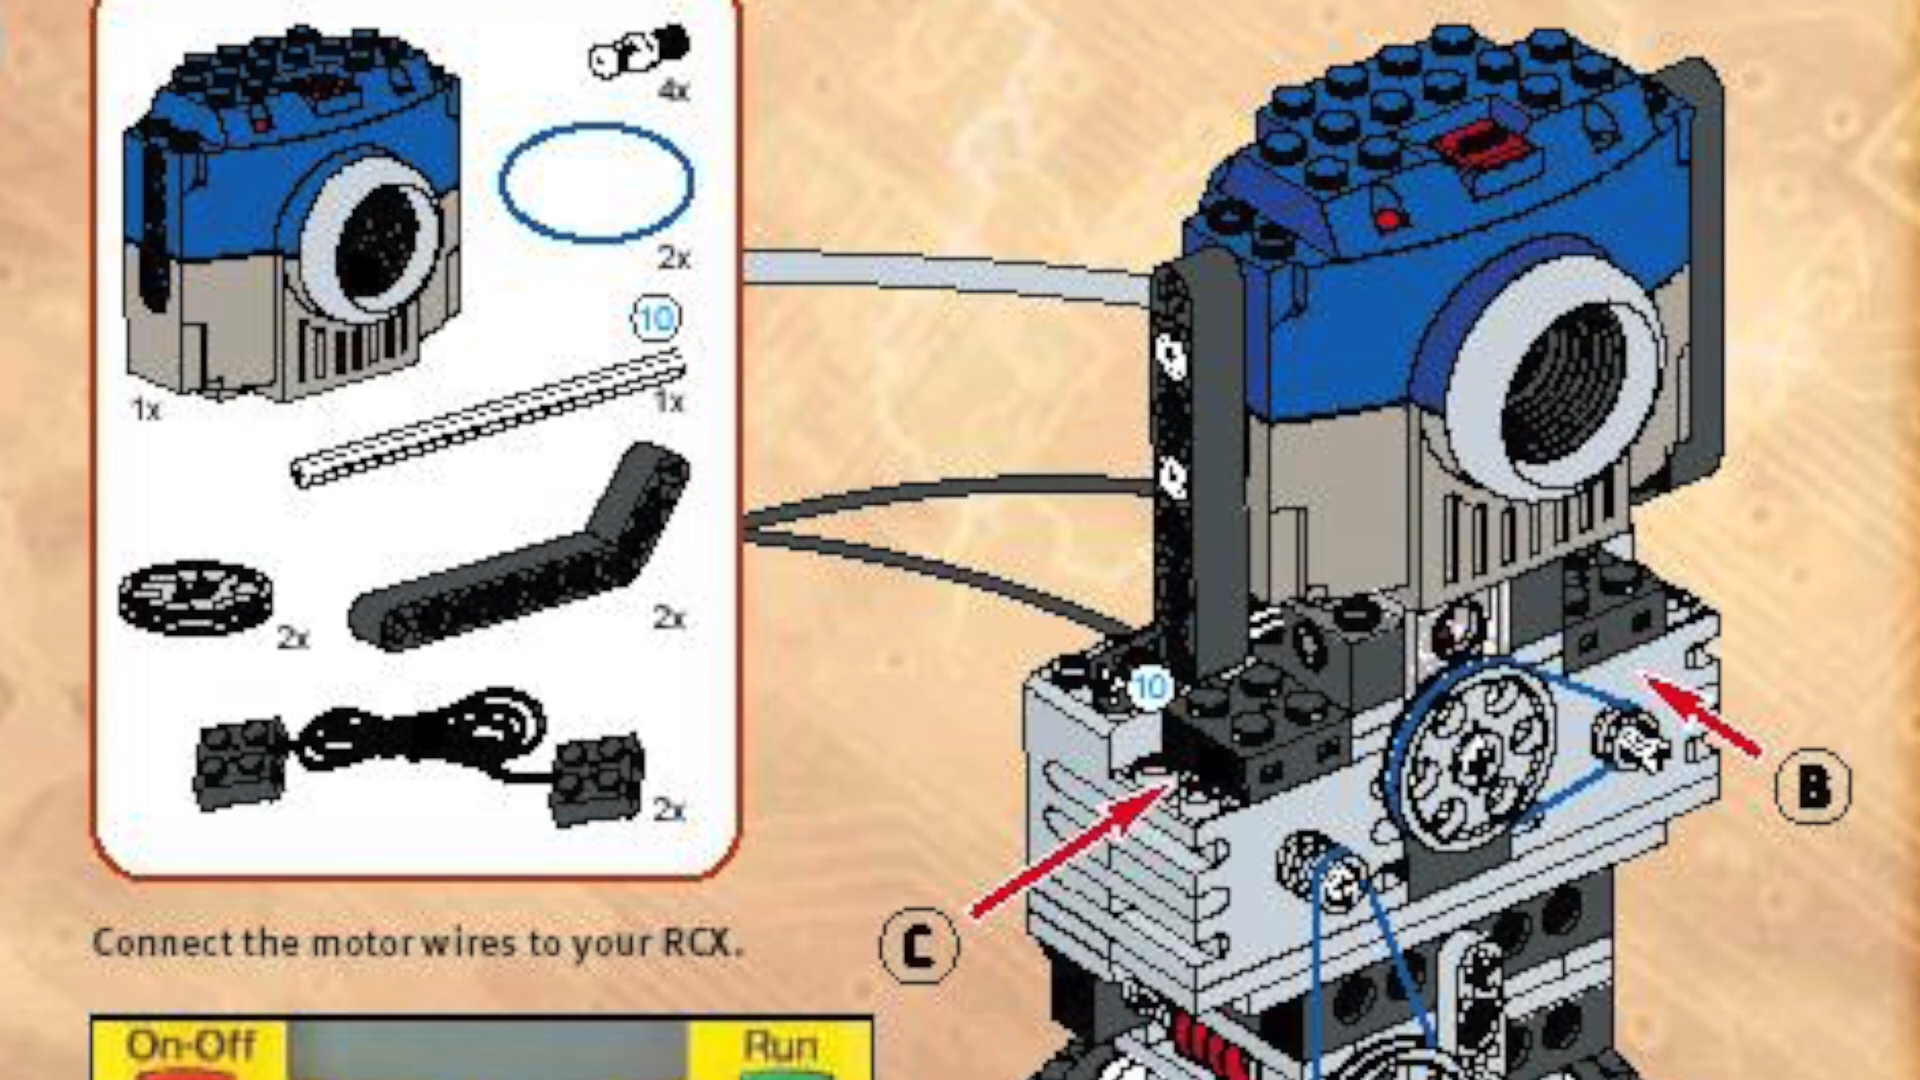 4x
2x
10
1x
1x
2x
2x
2x
10
B
C
Connect the motor wires to your RCX.
On-Off
Run